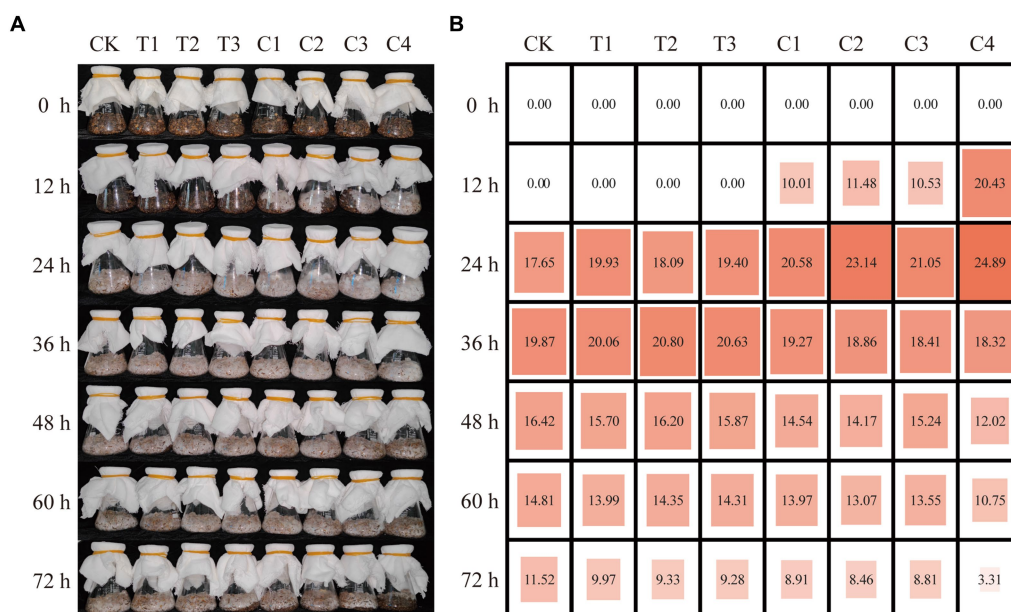 A
B
CK T1 T2 T3 C1 C2 C3 C4
CK T1 T2 T3 C1 C2 C3 C4
0 h
0 h
0.00 0.00 0.00 0.00 0.00 0.00 0.00 0.00
12 h
12 h
0.00 0.00 0.00 0.00 10.01 11.48 10.53 20.43
24 h
24 h
17.65 19.93 18.09 19.40 20.58 23.14 21.05 24.89
36 h
36 h
19.87 20.06 20.80 20.63 19.27 18.86 18.41 18.32
48 h
48 h
16.42 15.70 16.20 15.87 14.54 14.17 15.24 12.02
60 h
60 h
14.81 13.99 14.35 14.31 13.97 13.07 13.55 10.75
72 h
72 h
11.52 9.97 9.33 9.28 8.91 8.46 8.81 3.31